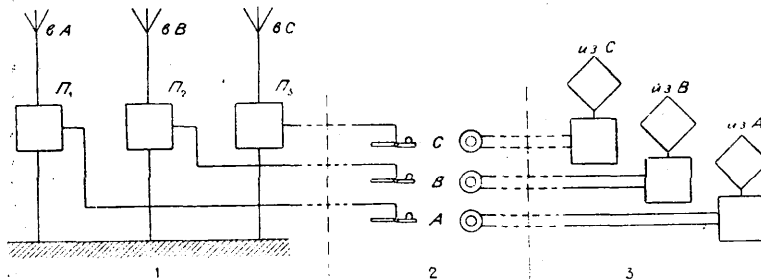 в А
в В
в С
из С
П₁
П₂
П₃
из В
из А
С
В
А
1
2
3